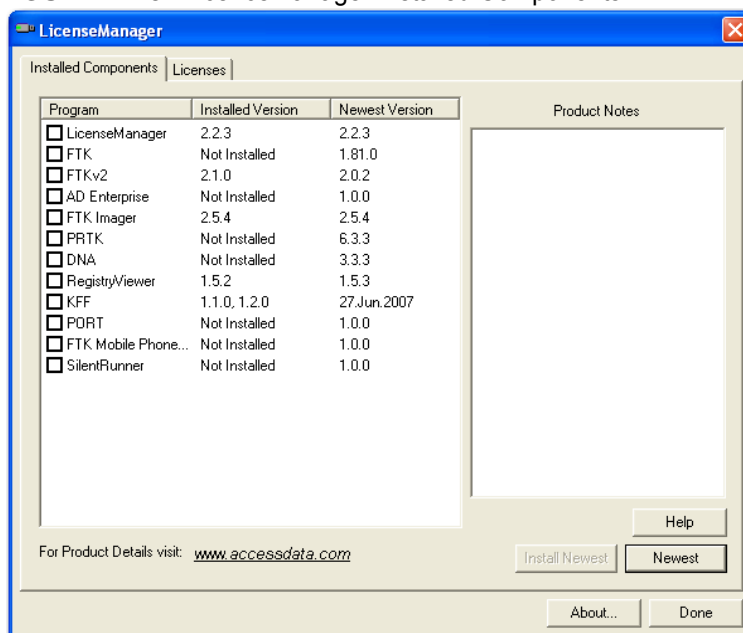 LicenseManager
Installed Components Licenses
Program Installed Version Newest Version
Product Notes
LicenseManager 2.2.3 2.2.3
FTK Not Installed 1.81.0
FTKv2 2.1.0 2.0.2
AD Enterprise Not Installed 1.0.0
FTK Imager 2.5.4 2.5.4
PRTK Not Installed 6.3.3
DNA Not Installed 3.3.3
RegistryViewer 1.5.2 1.5.3
KFF 1.1.0, 1.2.0 27.Jun.2007
PORT Not Installed 1.0.0
FTK Mobile Phone... Not Installed 1.0.0
SilentRunner Not Installed 1.0.0
Help
For Product Details visit: www.accessdata.com
Install Newest Newest
About... Done